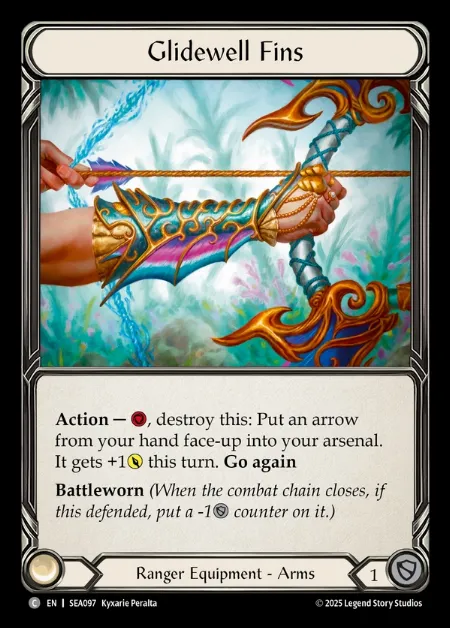 Glidewell Fins
Action — , destroy this: Put an arrow
from your hand face-up into your arsenal.
It gets +1 this turn. Go again
Battleworn (When the combat chain closes, if
this defended, put a -1 counter on it.)
Ranger Equipment - Arms
1
C EN | SEA097 Kyxarie Peralta
© 2025 Legend Story Studios